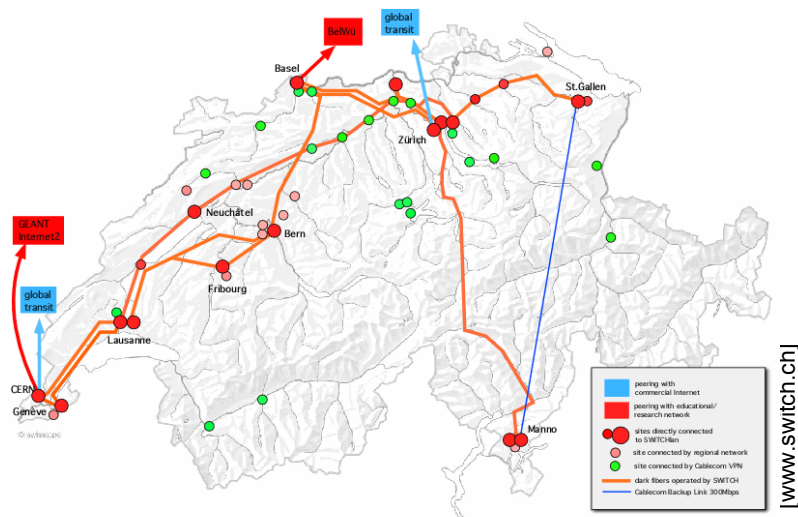 BelWü
global
transit
Basel
St.Gallen
Zürich
Neuchâtel
GEANT
Internet2
Bern
Fribourg
global
transit
Lausanne
CERN
Genève
Manno
© swisstopo
peering with
commercial Internet
peering with educational/
research network
sites directly connected
to SWITCHlan
site connected by regional network
site connected by Cablecom VPN
dark fibers operated by SWITCH
Cablecom Backup Link 300Mbps
[www.switch.ch]